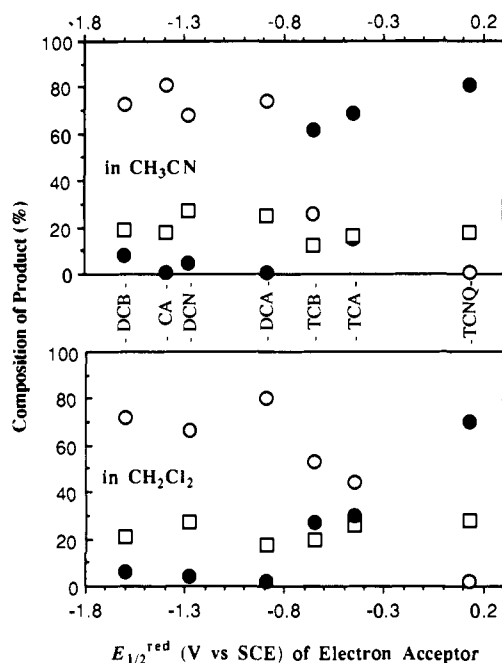 -1.8 -1.3 -0.8 -0.3 0.2
100
80
60
40
20
0
in CH₃CN
Composition of Product (%)
- DCB -
CA -
- DCN -
- DCA -
- TCB -
- TCA -
-TCNQ-
100
80
60
40
20
0
in CH₂Cl₂
-1.8 -1.3 -0.8 -0.3 0.2
E₁/₂ʳᵉᵈ (V vs SCE) of Electron Acceptor